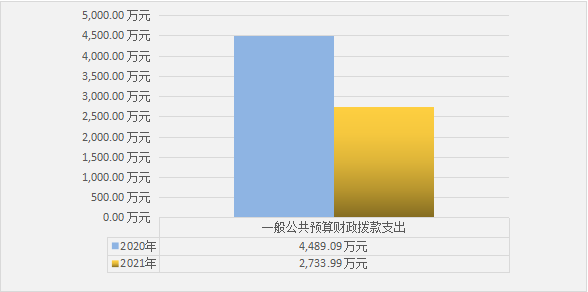 5,000.00 万元
4,500.00 万元
4,000.00 万元
3,500.00 万元
3,000.00 万元
2,500.00 万元
2,000.00 万元
1,500.00 万元
1,000.00 万元
500.00 万元
0.00 万元
一般公共预算财政拨款支出
2020年 4,489.09万元
2021年 2,733.99万元